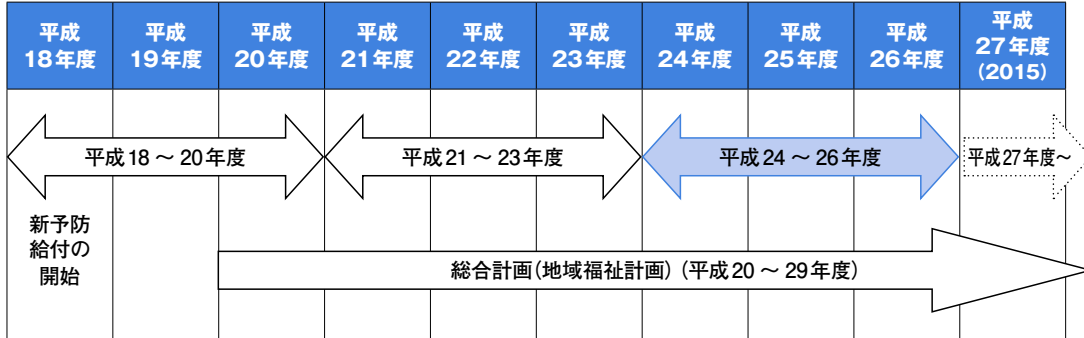 平成
18年度
平成
19年度
平成
20年度
平成
21年度
平成
22年度
平成
23年度
平成
24年度
平成
25年度
平成
26年度
平成
27年度
(2015)
平成18～20年度
平成21～23年度
平成24～26年度
平成27年度～
新予防
給付の
開始
総合計画(地域福祉計画)(平成20～29年度)